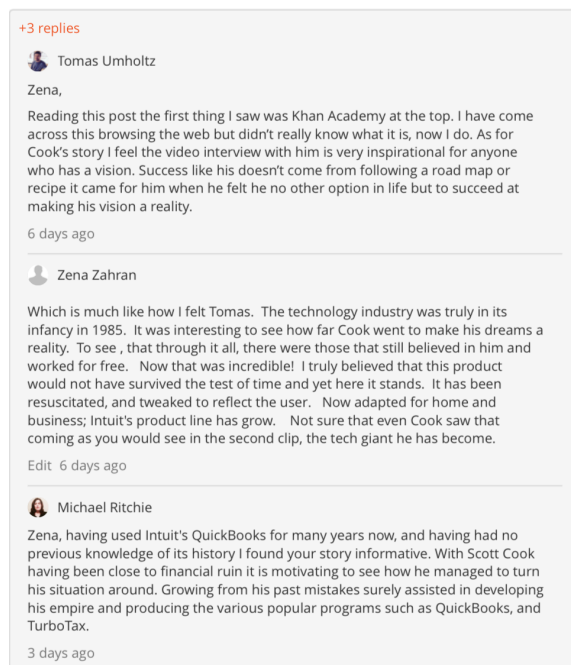 +3 replies
Tomas Umholtz
Zena,
Reading this post the first thing I saw was Khan Academy at the top. I have come
across this browsing the web but didn't really know what it is, now I do. As for
Cook's story I feel the video interview with him is very inspirational for anyone
who has a vision. Success like his doesn't come from following a road map or
recipe it came for him when he felt he no other option in life but to succeed at
making his vision a reality.
6 days ago
Zena Zahran
Which is much like how I felt Tomas.  The technology industry was truly in its
infancy in 1985.  It was interesting to see how far Cook went to make his dreams a
reality.  To see , that through it all, there were those that still believed in him and
worked for free.   Now that was incredible!  I truly believed that this product
would not have survived the test of time and yet here it stands.  It has been
resuscitated, and tweaked to reflect the user.   Now adapted for home and
business; Intuit's product line has grow.    Not sure that even Cook saw that
coming as you would see in the second clip, the tech giant he has become.
Edit  6 days ago
Michael Ritchie
Zena, having used Intuit's QuickBooks for many years now, and having had no
previous knowledge of its history I found your story informative. With Scott Cook
having been close to financial ruin it is motivating to see how he managed to turn
his situation around. Growing from his past mistakes surely assisted in developing
his empire and producing the various popular programs such as QuickBooks, and
TurboTax.
3 days ago